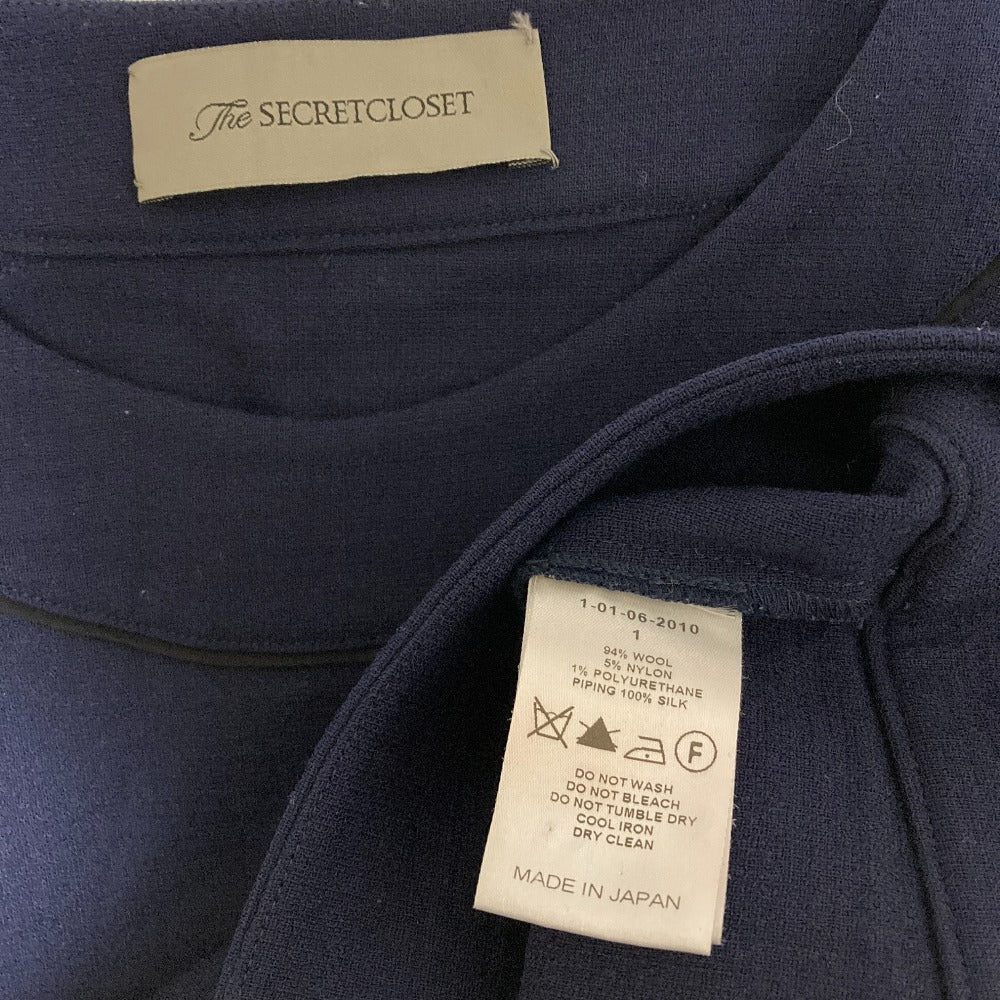 The SECRETCLOSET
1-01-06-2010
1
94% WOOL
5% NYLON
1% POLYURETHANE
PIPING 100% SILK
F
DO NOT WASH
DO NOT BLEACH
DO NOT TUMBLE DRY
COOL IRON
DRY CLEAN
MADE IN JAPAN